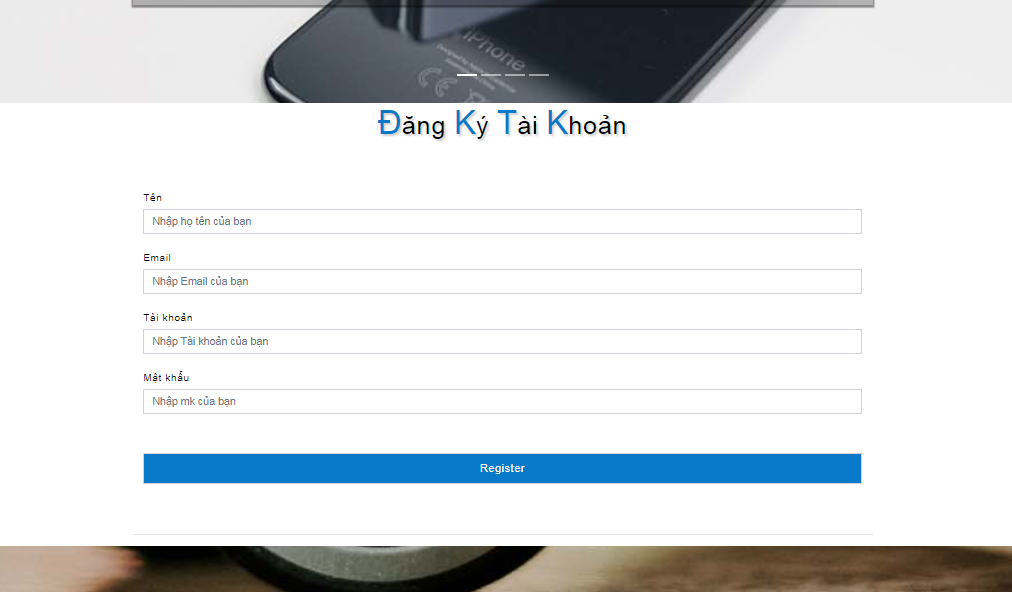 iPhone
Đăng Ký Tài Khoản
Tên
Nhập họ tên của bạn
Email
Nhập Email của bạn
Tài khoản
Nhập Tài khoản của bạn
Mật khẩu
Nhập mk của bạn
Register